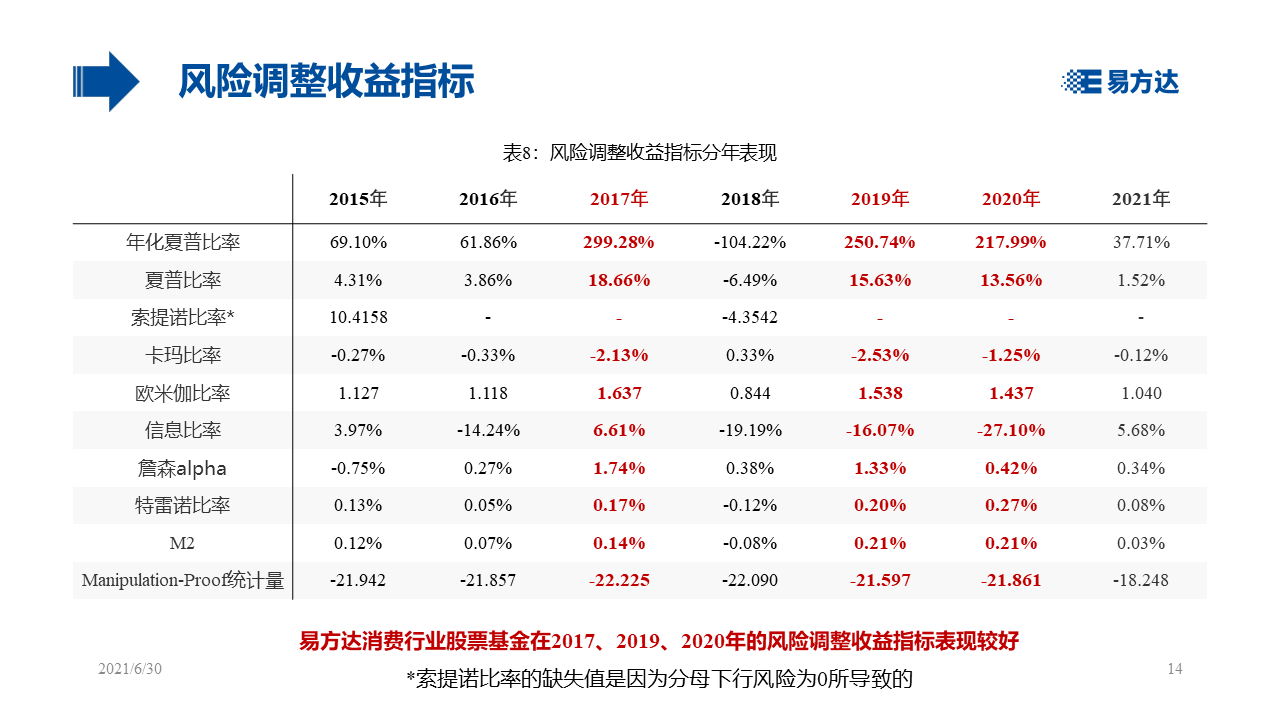 风险调整收益指标
易方达
表8：风险调整收益指标分年表现
2015年 2016年 2017年 2018年 2019年 2020年 2021年
年化夏普比率 69.10% 61.86% 299.28% -104.22% 250.74% 217.99% 37.71%
夏普比率 4.31% 3.86% 18.66% -6.49% 15.63% 13.56% 1.52%
索提诺比率* 10.4158 - - -4.3542 - - -
卡玛比率 -0.27% -0.33% -2.13% 0.33% -2.53% -1.25% -0.12%
欧米伽比率 1.127 1.118 1.637 0.844 1.538 1.437 1.040
信息比率 3.97% -14.24% 6.61% -19.19% -16.07% -27.10% 5.68%
詹森alpha -0.75% 0.27% 1.74% 0.38% 1.33% 0.42% 0.34%
特雷诺比率 0.13% 0.05% 0.17% -0.12% 0.20% 0.27% 0.08%
M2 0.12% 0.07% 0.14% -0.08% 0.21% 0.21% 0.03%
Manipulation-Proof统计量 -21.942 -21.857 -22.225 -22.090 -21.597 -21.861 -18.248
易方达消费行业股票基金在2017、2019、2020年的风险调整收益指标表现较好
*索提诺比率的缺失值是因为分母下行风险为0所导致的
2021/6/30
14